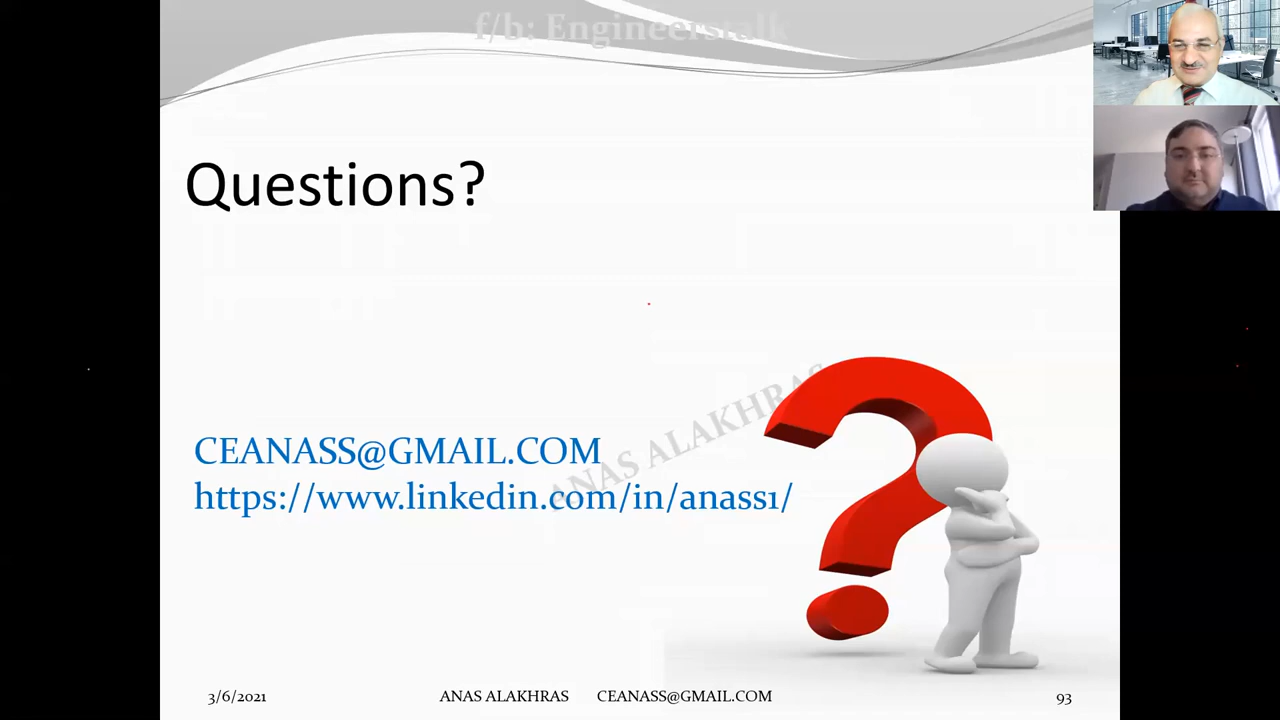 f/b: Engineerstalk
Questions?
ANAS ALAKHRAS
CEANASS@GMAIL.COM
https://www.linkedin.com/in/anass1/
3/6/2021
ANAS ALAKHRAS CEANASS@GMAIL.COM
93